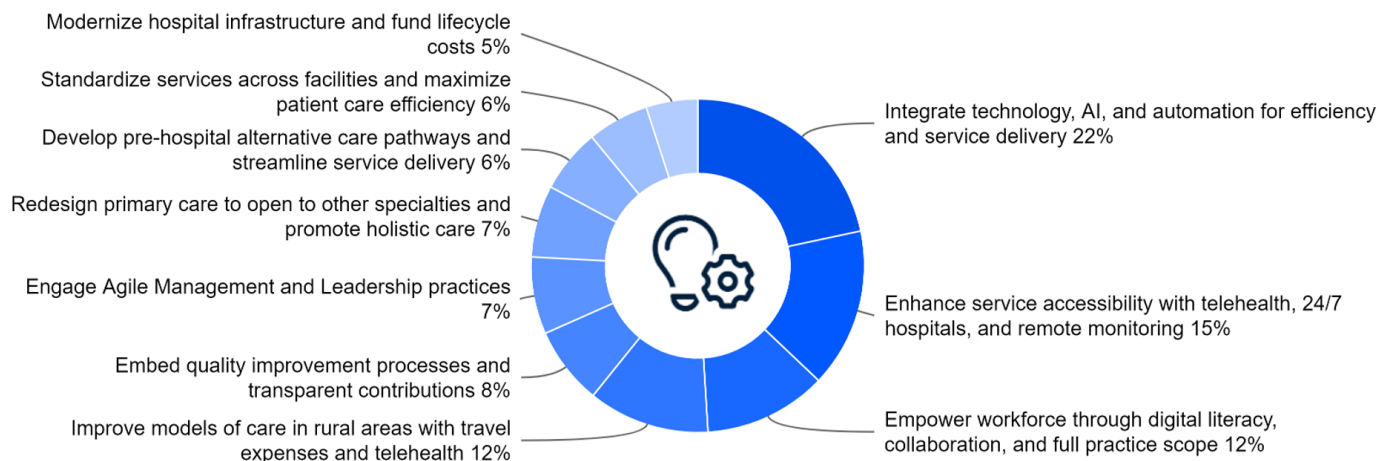 Modernize hospital infrastructure and fund lifecycle
costs 5%
Standardize services across facilities and maximize
patient care efficiency 6%
Develop pre-hospital alternative care pathways and
streamline service delivery 6%
Redesign primary care to open to other specialties and
promote holistic care 7%
Engage Agile Management and Leadership practices
7%
Embed quality improvement processes and
transparent contributions 8%
Improve models of care in rural areas with travel
expenses and telehealth 12%
Integrate technology, AI, and automation for efficiency
and service delivery 22%
Enhance service accessibility with telehealth, 24/7
hospitals, and remote monitoring 15%
Empower workforce through digital literacy,
collaboration, and full practice scope 12%